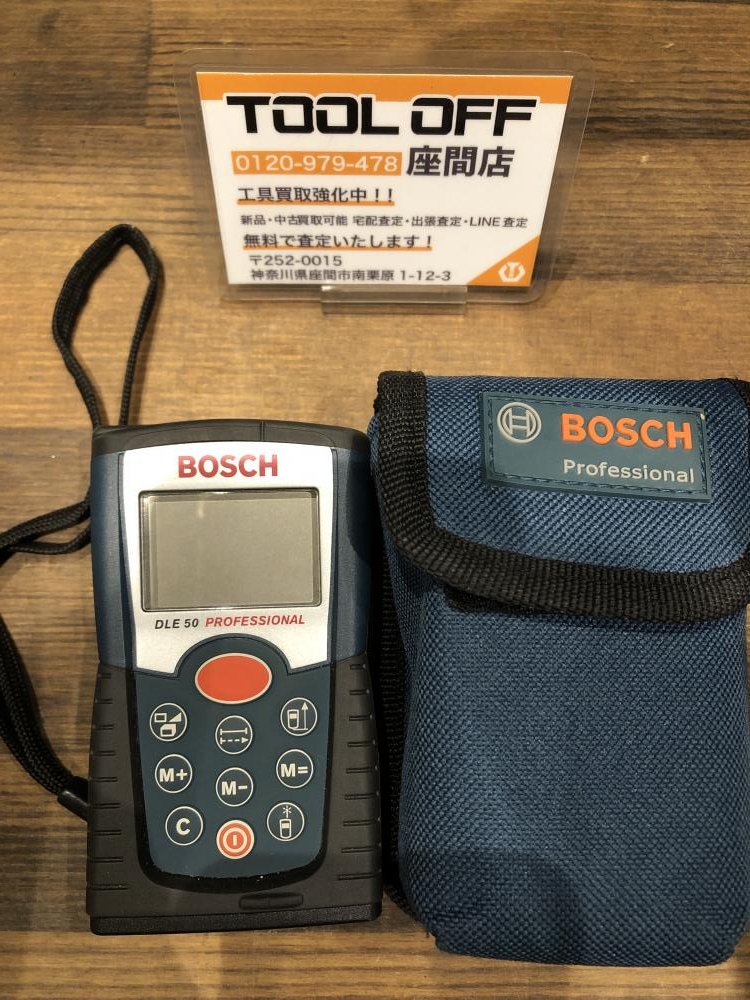 TOOL OFF
0120-979-478 座間店
工具買取強化中！！
新品・中古買取可能 宅配査定・出張査定・LINE査定
無料で査定いたします！
〒252-0015
神奈川県座間市南栗原 1-12-3
BOSCH
DLE 50 PROFESSIONAL
M+
M-
M=
C
BOSCH
Professional